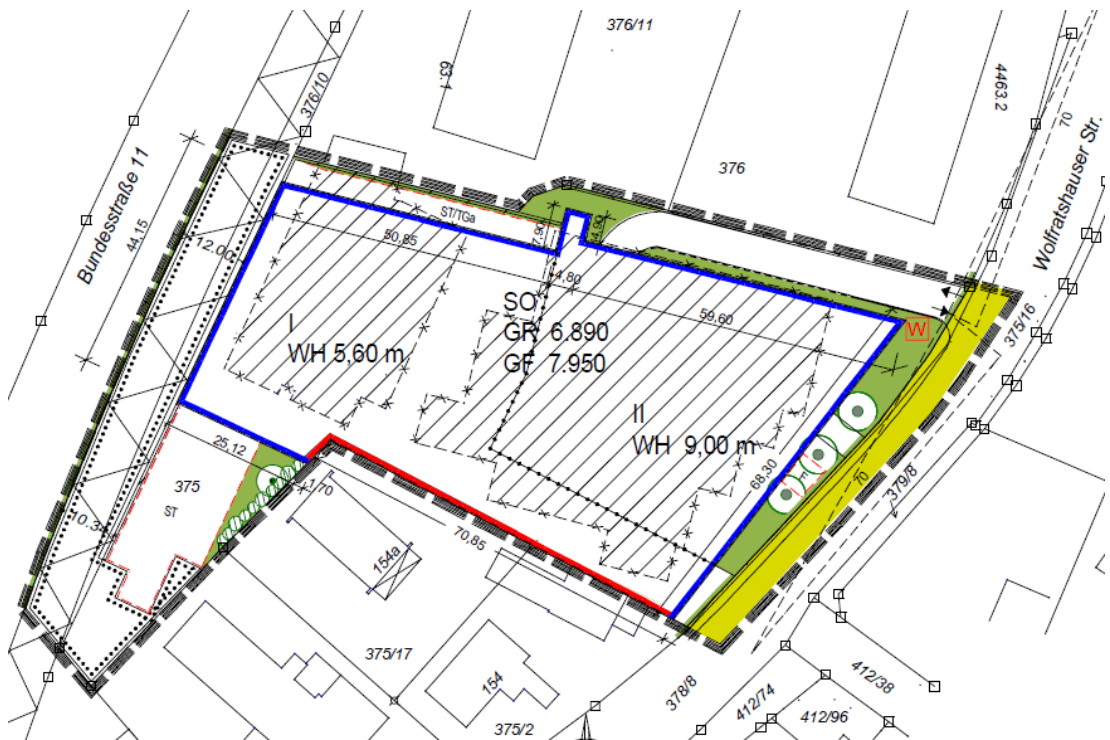 376/11
63.1
4463.2
70
376/10
Wolfratshauser Str.
376
Bundesstraße 11
44,15
ST/TGa
7,90
4,90
50,85
12.00
4,80
SO
GR 6.890
GF 7.950
59,60
W
375/16
I
WH 5,60 m
II
WH 9,00 m
25,12
68,30
70
379/8
375
1,70
ST
10.3
70,85
154a
375/17
154
375/2
378/8
412/74
412/38
412/96